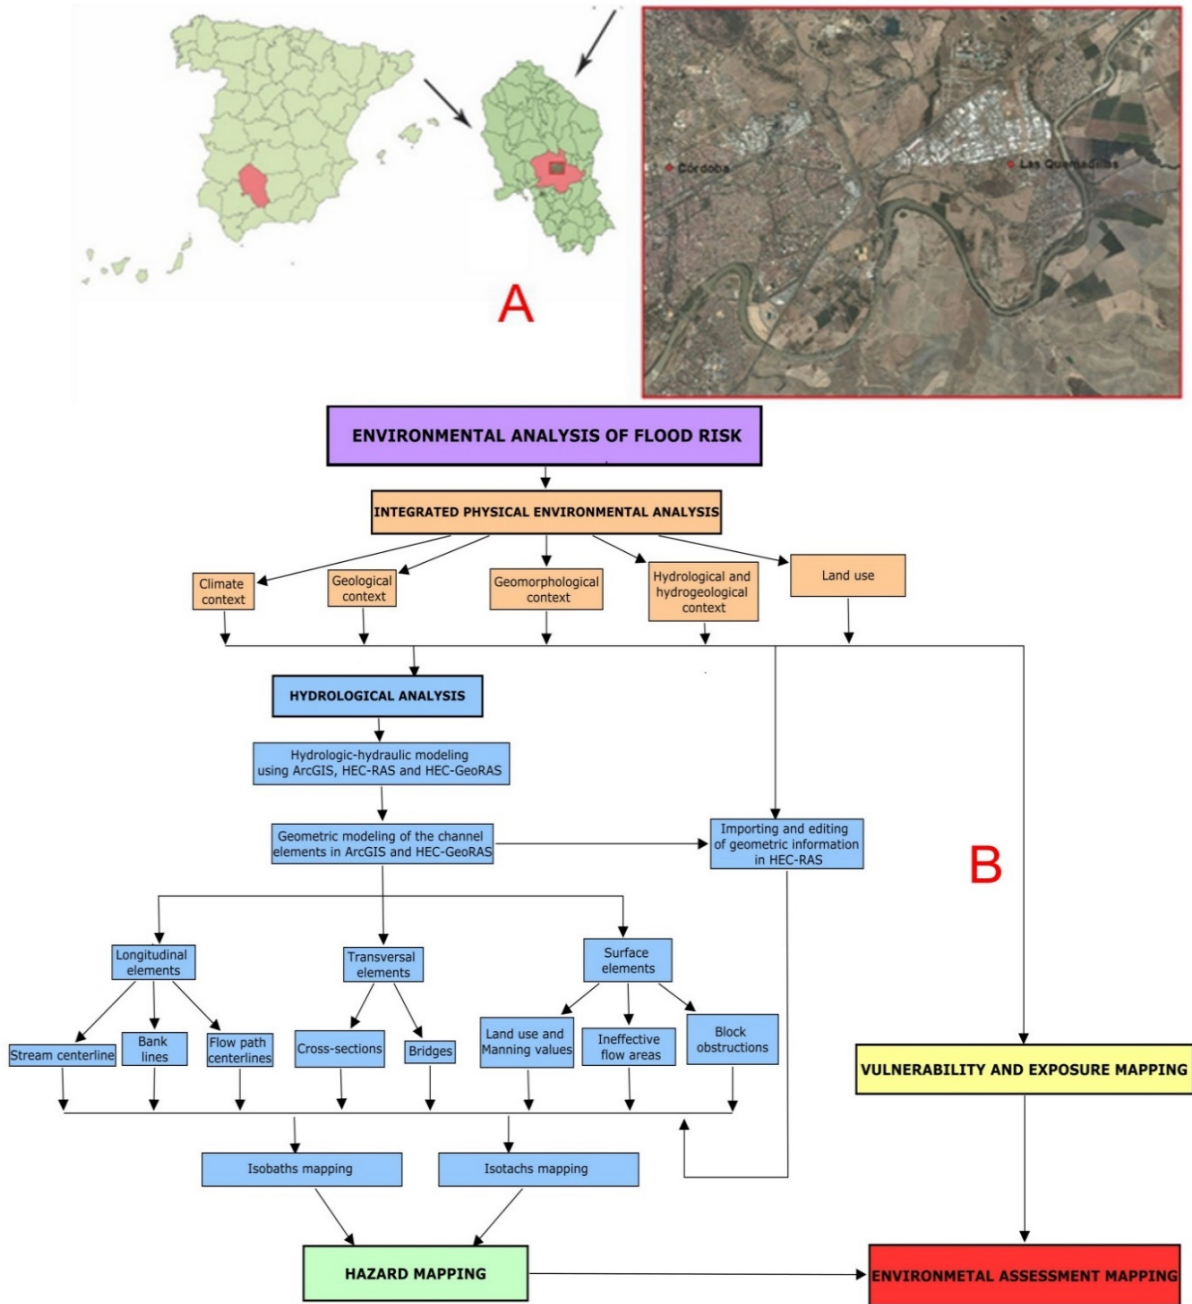 Córdoba
Las Quemadillas
A
ENVIRONMENTAL ANALYSIS OF FLOOD RISK
INTEGRATED PHYSICAL ENVIRONMENTAL ANALYSIS
Climate
context
Geological
context
Geomorphological
context
Hydrological and
hydrogeological
context
Land use
HYDROLOGICAL ANALYSIS
Hydrologic-hydraulic modeling
using ArcGIS, HEC-RAS and HEC-GeoRAS
Geometric modeling of the channel
elements in ArcGIS and HEC-GeoRAS
Importing and editing
of geometric information
in HEC-RAS
B
Longitudinal
elements
Transversal
elements
Surface
elements
Stream centerline
Bank
lines
Flow path
centerlines
Cross-sections
Bridges
Land use and
Manning values
Ineffective
flow areas
Block
obstructions
VULNERABILITY AND EXPOSURE MAPPING
Isobaths mapping
Isotachs mapping
HAZARD MAPPING
ENVIRONMETAL ASSESSMENT MAPPING